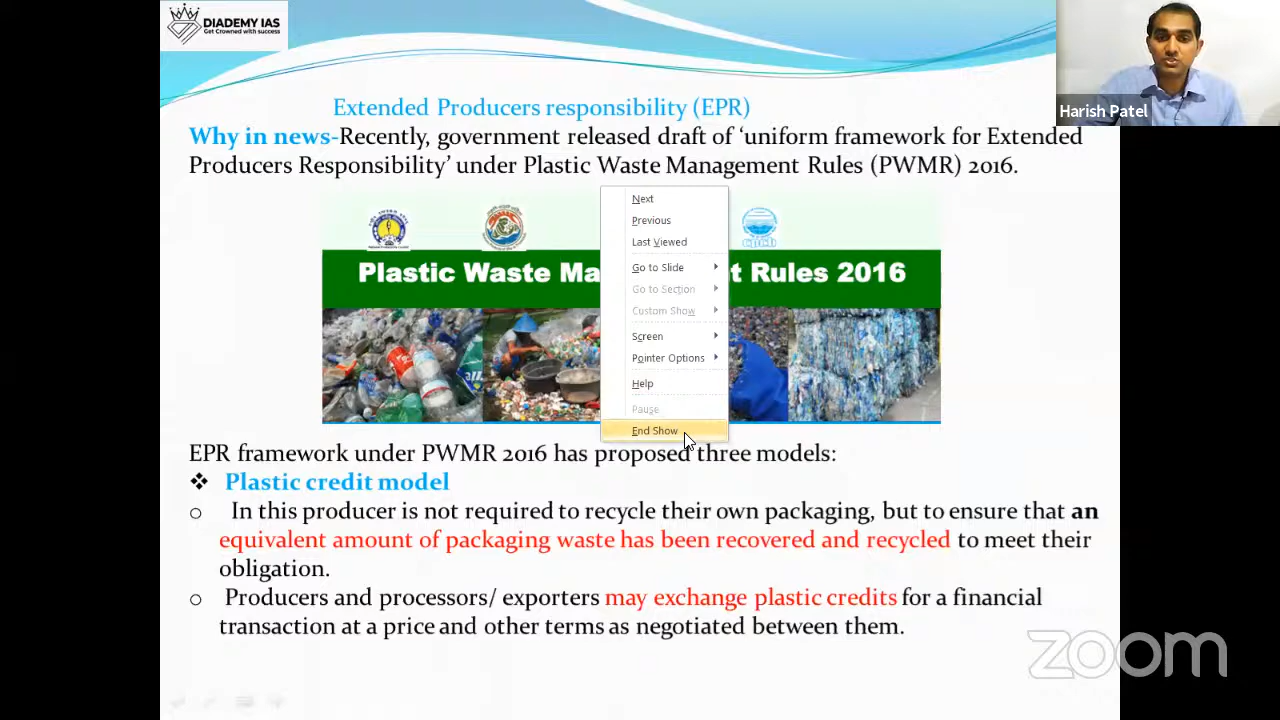 DIADEMY IAS
Get Crowned with success
Harish Patel
Extended Producers responsibility (EPR)
Why in news-Recently, government released draft of ‘uniform framework for Extended
Producers Responsibility’ under Plastic Waste Management Rules (PWMR) 2016.
Plastic Waste Ma
t Rules 2016
Next
Previous
Last Viewed
Go to Slide
Go to Section
Custom Show
Screen
Pointer Options
Help
Pause
End Show
EPR framework under PWMR 2016 has proposed three models:
❖ Plastic credit model
o In this producer is not required to recycle their own packaging, but to ensure that an
equivalent amount of packaging waste has been recovered and recycled to meet their
obligation.
o Producers and processors/ exporters may exchange plastic credits for a financial
transaction at a price and other terms as negotiated between them.
zoom